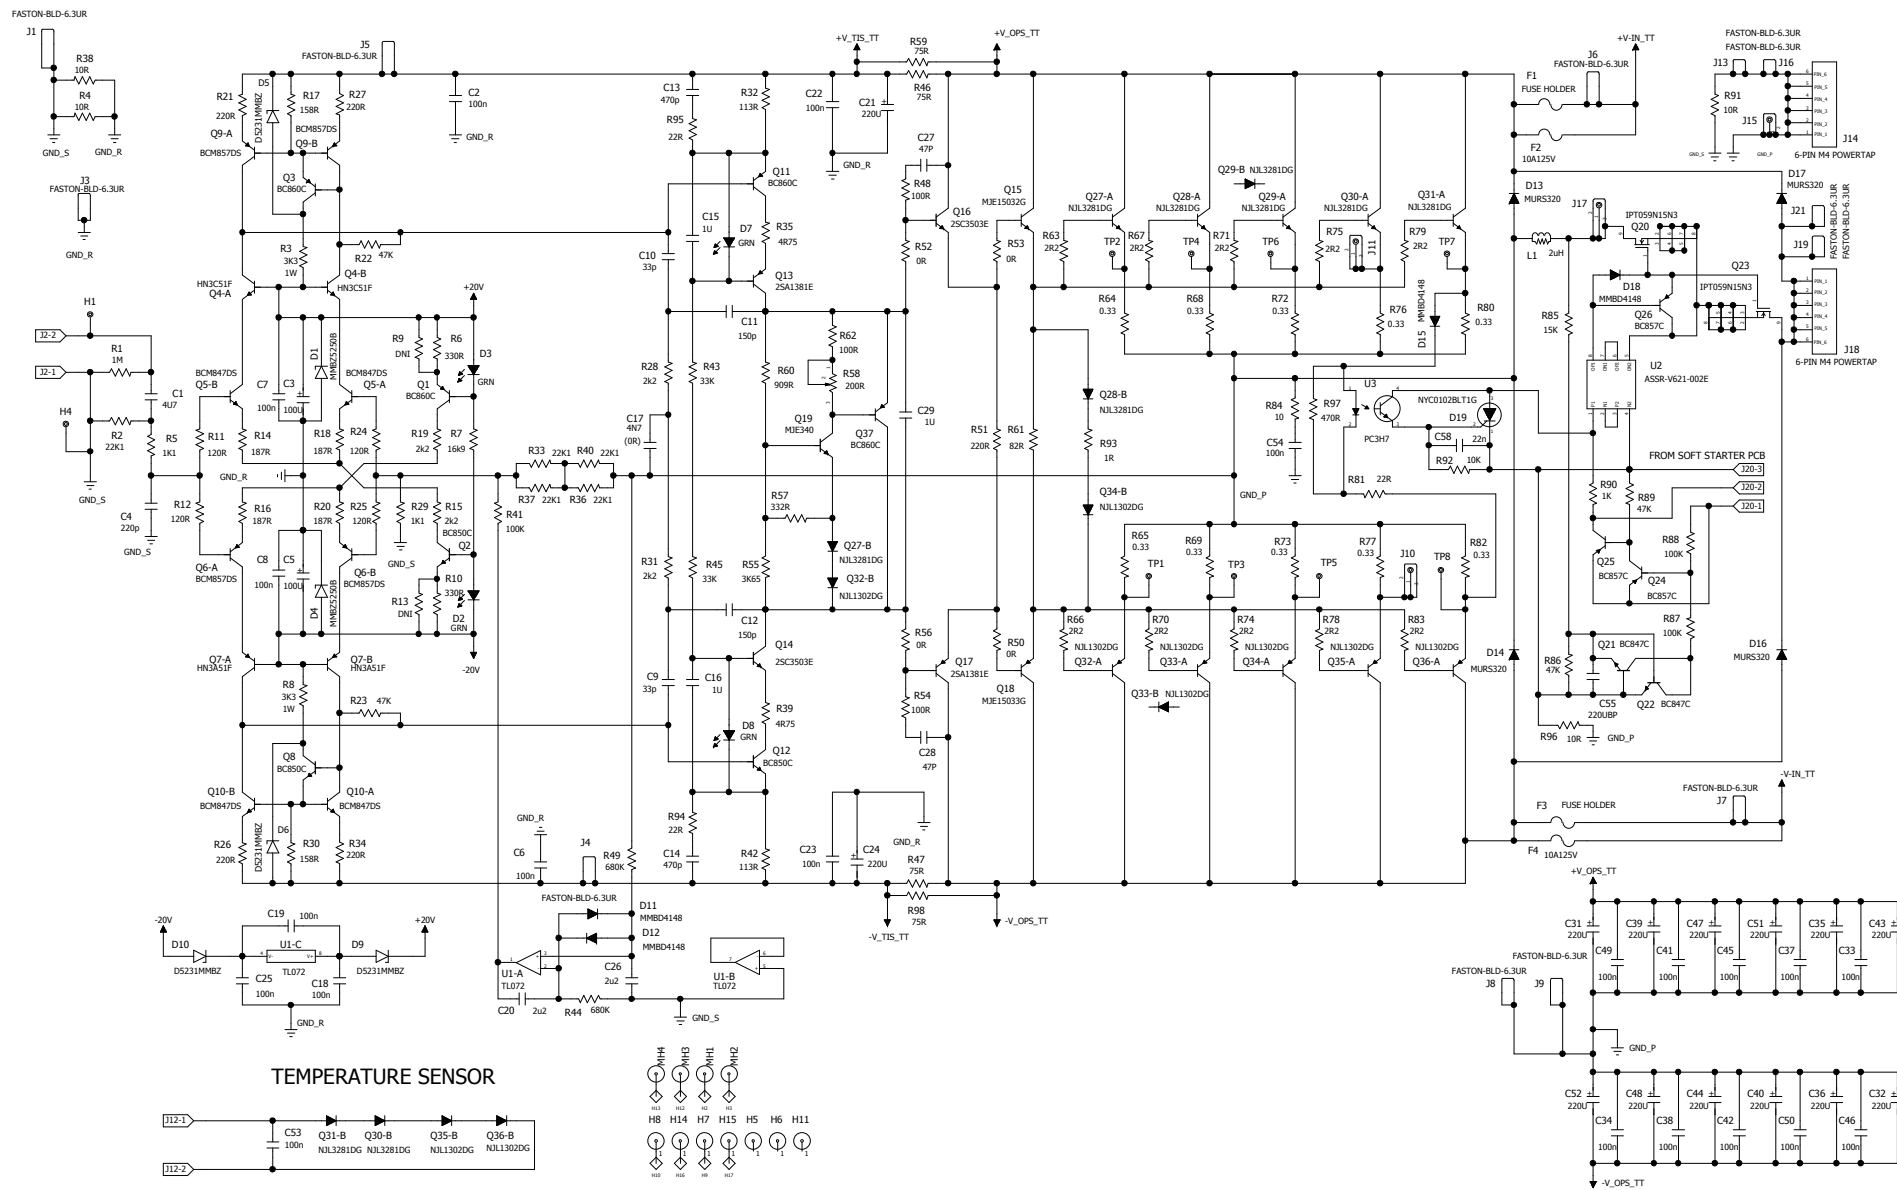 FASTON-BLD-6.3UR
J1
R38
10R
R4
10R
GND_S
GND_R
J3
FASTON-BLD-6.3UR
GND_R
H1
J2-2
J2-1
R1
1M
H4
R2
22K1
C1
4U7
R5
1K1
GND_S
C4
220p
GND_S
J5
FASTON-BLD-6.3UR
R21
220R
D5
D5231MMBZ
R17
158R
R27
220R
Q9-A
BCM857DS
BCM857DS
Q9-B
Q3
BC860C
R3
3K3
1W
R22
47K
HN3C51F
Q4-A
Q4-B
HN3C51F
C2
100n
GND_R
+20V
R9
DNI
R6
330R
D3
GRN
D1
MMBZ5250B
BCM847DS
Q5-B
BCM847DS
Q5-A
C7
100n
C3
100U
Q1
BC860C
R11
120R
R14
187R
R18
187R
R24
120R
R19
2k2
R7
16k9
GND_R
R12
120R
R16
187R
R20
187R
R25
120R
R29
1K1
R15
2k2
BC850C
Q2
GND_S
C8
100n
C5
100U
Q6-A
BCM857DS
Q6-B
BCM857DS
D4
MMBZ5250B
R13
DNI
R10
330R
D2
GRN
-20V
Q7-A
HN3A51F
Q7-B
HN3A51F
R8
3K3
1W
R23
47K
Q8
BC850C
Q10-B
BCM847DS
Q10-A
BCM847DS
R26
220R
D5231MMBZ
D6
R30
158R
R34
220R
R33
22K1
R40
22K1
R37
22K1
R36
22K1
R41
100K
C17
4N7
(0R)
GND_R
C6
100n
J4
FASTON-BLD-6.3UR
R49
680K
D11
MMBD4148
D12
MMBD4148
U1-A
TL072
C26
2u2
C20
2u2
R44
680K
GND_S
U1-B
TL072
-20V
C19
100n
+20V
D10
D5231MMBZ
U1-C
V-
V+
TL072
D9
D5231MMBZ
C25
100n
C18
100n
GND_R
C13
470p
R95
22R
R32
113R
C22
100n
C21
220U
GND_R
+V_TIS_TT
R59
75R
R46
75R
+V_OPS_TT
C27
47P
R48
100R
Q11
BC860C
C15
1U
D7
GRN
R35
4R75
C10
33p
Q13
2SA1381E
C11
150p
R62
100R
R58
200R
R28
2k2
R43
33K
R60
909R
Q19
MJE340
Q37
BC860C
C29
1U
R57
332R
R31
2k2
R45
33K
R55
3K65
Q27-B
NJL3281DG
Q32-B
NJL1302DG
C12
150p
Q14
2SC3503E
C9
33p
C16
1U
R39
4R75
D8
GRN
Q12
BC850C
R94
22R
C14
470p
R42
113R
C23
100n
C24
220U
GND_R
R47
75R
R98
75R
-V_TIS_TT
-V_OPS_TT
Q16
2SC3503E
R52
0R
Q15
MJE15032G
R53
0R
R51
220R
R61
82R
R56
0R
R50
0R
Q17
2SA1381E
R54
100R
C28
47P
Q18
MJE15033G
Q29-B
NJL3281DG
Q27-A
NJL3281DG
Q28-A
NJL3281DG
Q29-A
NJL3281DG
Q30-A
NJL3281DG
Q31-A
NJL3281DG
R63
2R2
TP2
R67
2R2
TP4
R71
2R2
TP6
R75
2R2
J11
R79
2R2
TP7
R64
0.33
R68
0.33
R72
0.33
R76
0.33
D15
MMBD4148
R80
0.33
Q28-B
NJL3281DG
R93
1R
Q34-B
NJL1302DG
R84
10
C54
100n
GND_P
R97
470R
U3
PC3H7
NYC0102BLT1G
D19
C58
22n
R92
10K
R81
22R
R65
0.33
TP1
R69
0.33
TP3
R73
0.33
TP5
R77
0.33
J10
TP8
R82
0.33
R66
2R2
R70
2R2
R74
2R2
R78
2R2
R83
2R2
NJL1302DG
Q32-A
NJL1302DG
Q33-A
NJL1302DG
Q34-A
NJL1302DG
Q35-A
NJL1302DG
Q36-A
Q33-B
NJL1302DG
+V-IN_TT
F1
FUSE HOLDER
J6
FASTON-BLD-6.3UR
F2
10A125V
FASTON-BLD-6.3UR
FASTON-BLD-6.3UR
J13
J16
R91
10R
J15
GND_S
GND_P
PIN_6
PIN_5
PIN_4
PIN_3
PIN_2
PIN_1
J14
6-PIN M4 POWERTAP
D13
MURS320
J17
IPT059N15N3
Q20
D17
MURS320
J21
FASTON-BLD-6.3UR
J19
FASTON-BLD-6.3UR
2uH
L1
D18
MMBD4148
Q23
IPT059N15N3
Q26
BC857C
PIN_1
PIN_2
PIN_3
PIN_4
PIN_5
PIN_6
J18
6-PIN M4 POWERTAP
R85
15K
U2
ASSR-V621-002E
FROM SOFT STARTER PCB
J20-3
J20-2
J20-1
R90
1K
R89
47K
R88
100K
Q25
BC857C
Q24
BC857C
R87
100K
Q21
BC847C
R86
47K
C55
220UBP
Q22
BC847C
R96
10R
GND_P
D14
MURS320
D16
MURS320
-V-IN_TT
FASTON-BLD-6.3UR
J7
F3
FUSE HOLDER
F4
10A125V
+V_OPS_TT
C31
220U
C39
220U
C47
220U
C51
220U
C35
220U
C43
220U
C49
100n
C41
100n
C45
100n
C37
100n
C33
100n
FASTON-BLD-6.3UR
J8
FASTON-BLD-6.3UR
J9
GND_P
C52
220U
C48
220U
C44
220U
C40
220U
C36
220U
C32
220U
C34
100n
C38
100n
C42
100n
C50
100n
C46
100n
-V_OPS_TT
TEMPERATURE SENSOR
J12-1
J12-2
C53
100n
Q31-B
NJL3281DG
Q30-B
NJL3281DG
Q35-B
NJL1302DG
Q36-B
NJL1302DG
MH4
MH3
MH1
MH2
H13
H12
H2
H3
H8
H14
H7
H15
H5
H6
H11
H10
H16
H9
H17